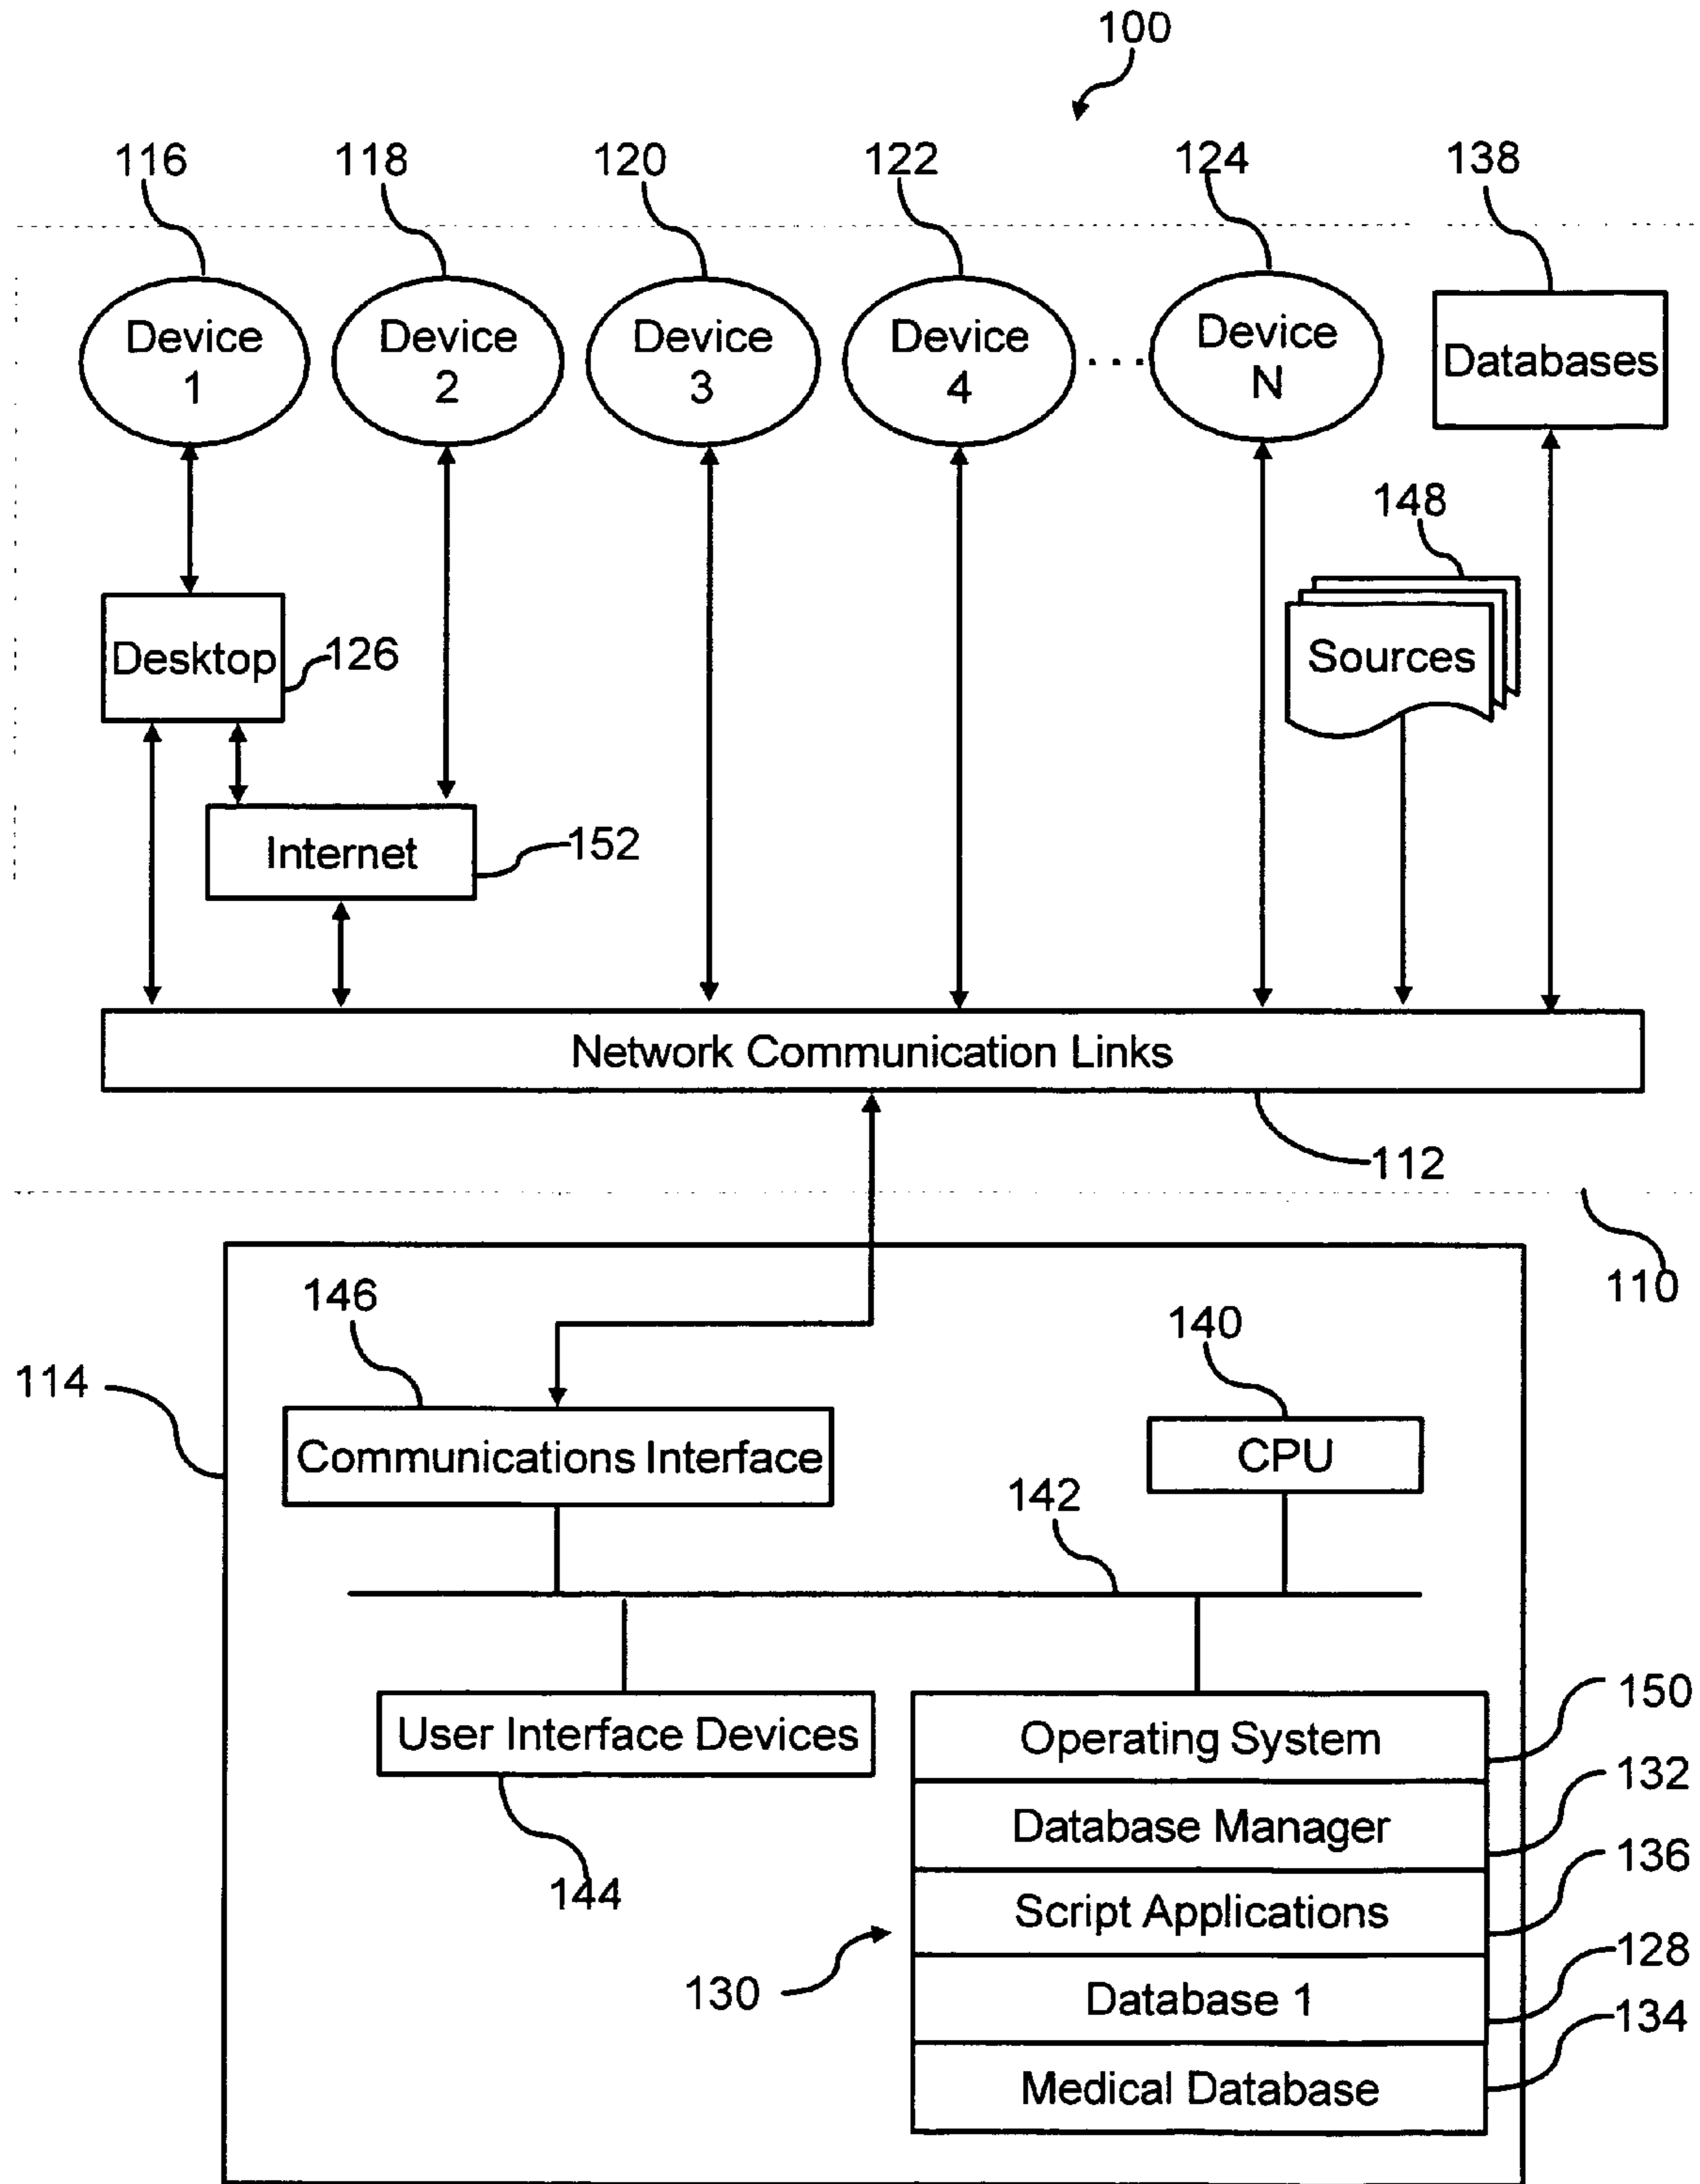 100
116
118
120
122
124
138
Device
1
Device
2
Device
3
Device
4
...
Device
N
Databases
148
Desktop
126
Sources
Internet
152
Network Communication Links
112
110
146
140
114
Communications Interface
CPU
142
User Interface Devices
144
Operating System
150
Database Manager
132
Script Applications
136
130
Database 1
128
Medical Database
134